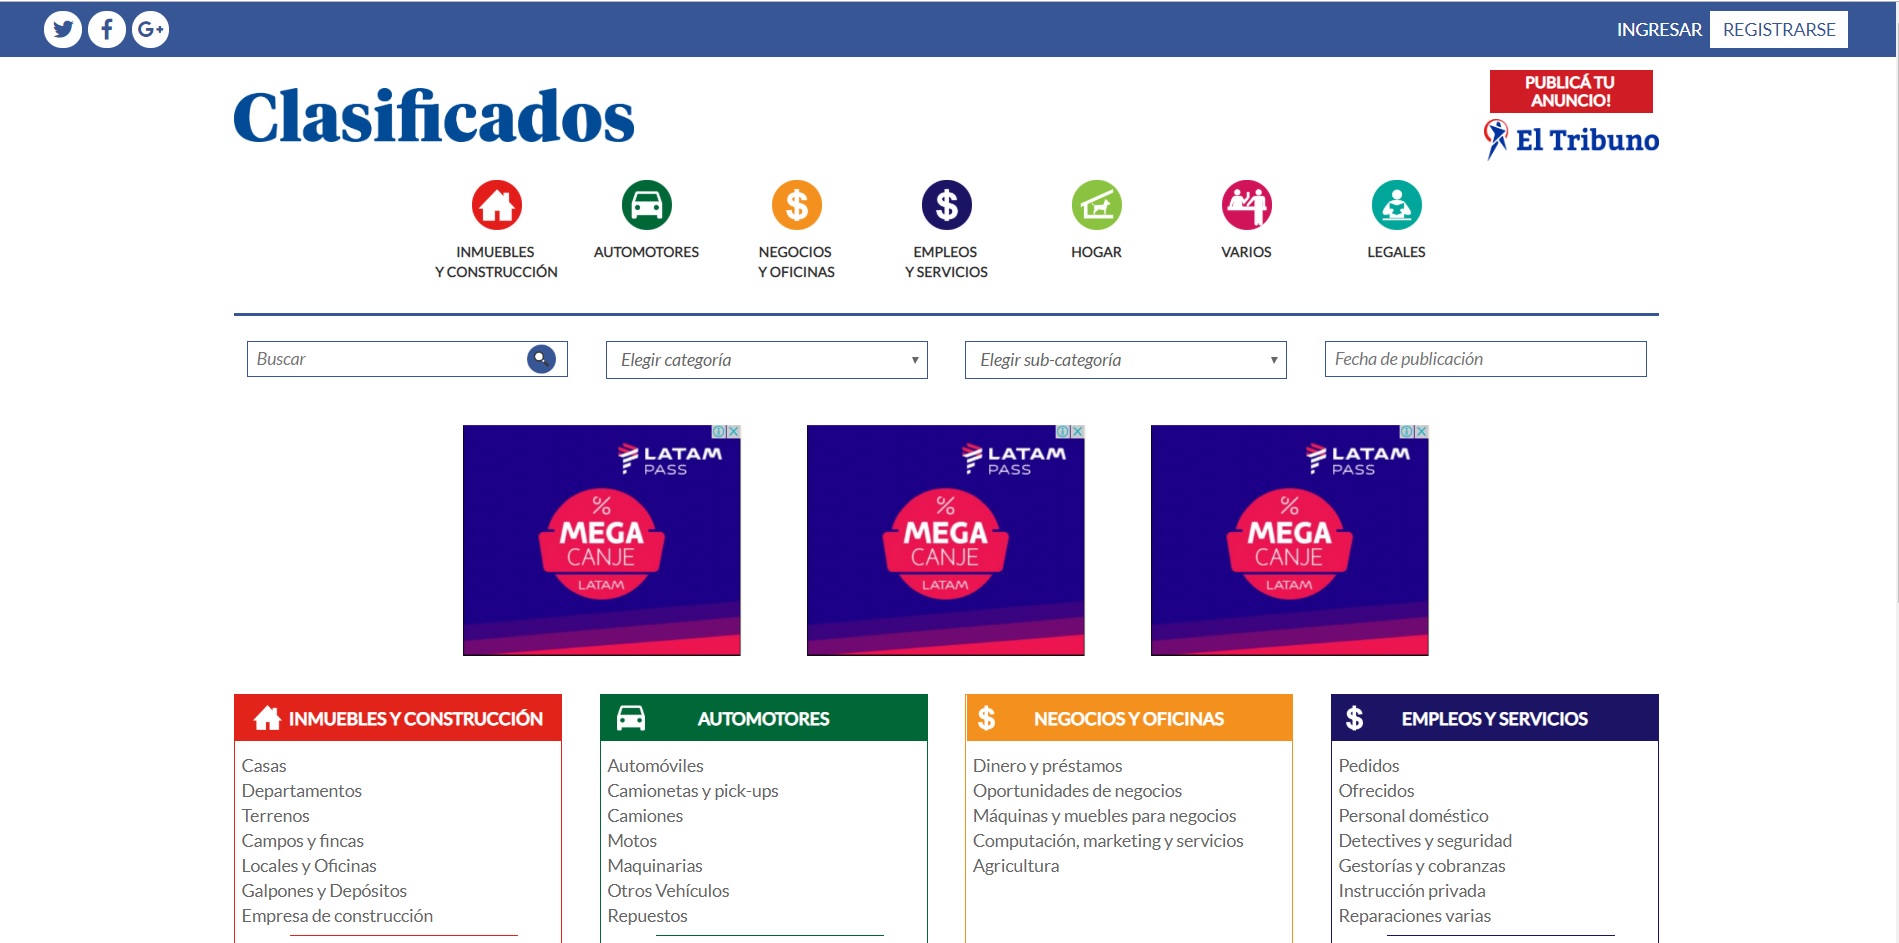 INGRESAR REGISTRARSE
Clasificados
PUBLICÁ TU
ANUNCIO!
El Tribuno
INMUEBLES
Y CONSTRUCCIÓN
AUTOMOTORES
NEGOCIOS
Y OFICINAS
EMPLEOS
Y SERVICIOS
HOGAR
VARIOS
LEGALES
Buscar
Elegir categoría
Elegir sub-categoría
Fecha de publicación
LATAM
PASS
%
MEGA
CANJE
LATAM
LATAM
PASS
%
MEGA
CANJE
LATAM
LATAM
PASS
%
MEGA
CANJE
LATAM
INMUEBLES Y CONSTRUCCIÓN
Casas
Departamentos
Terrenos
Campos y fincas
Locales y Oficinas
Galpones y Depósitos
Empresa de construcción
AUTOMOTORES
Automóviles
Camionetas y pick-ups
Camiones
Motos
Maquinarias
Otros Vehículos
Repuestos
NEGOCIOS Y OFICINAS
Dinero y préstamos
Oportunidades de negocios
Máquinas y muebles para negocios
Computación, marketing y servicios
Agricultura
EMPLEOS Y SERVICIOS
Pedidos
Ofrecidos
Personal doméstico
Detectives y seguridad
Gestorías y cobranzas
Instrucción privada
Reparaciones varias